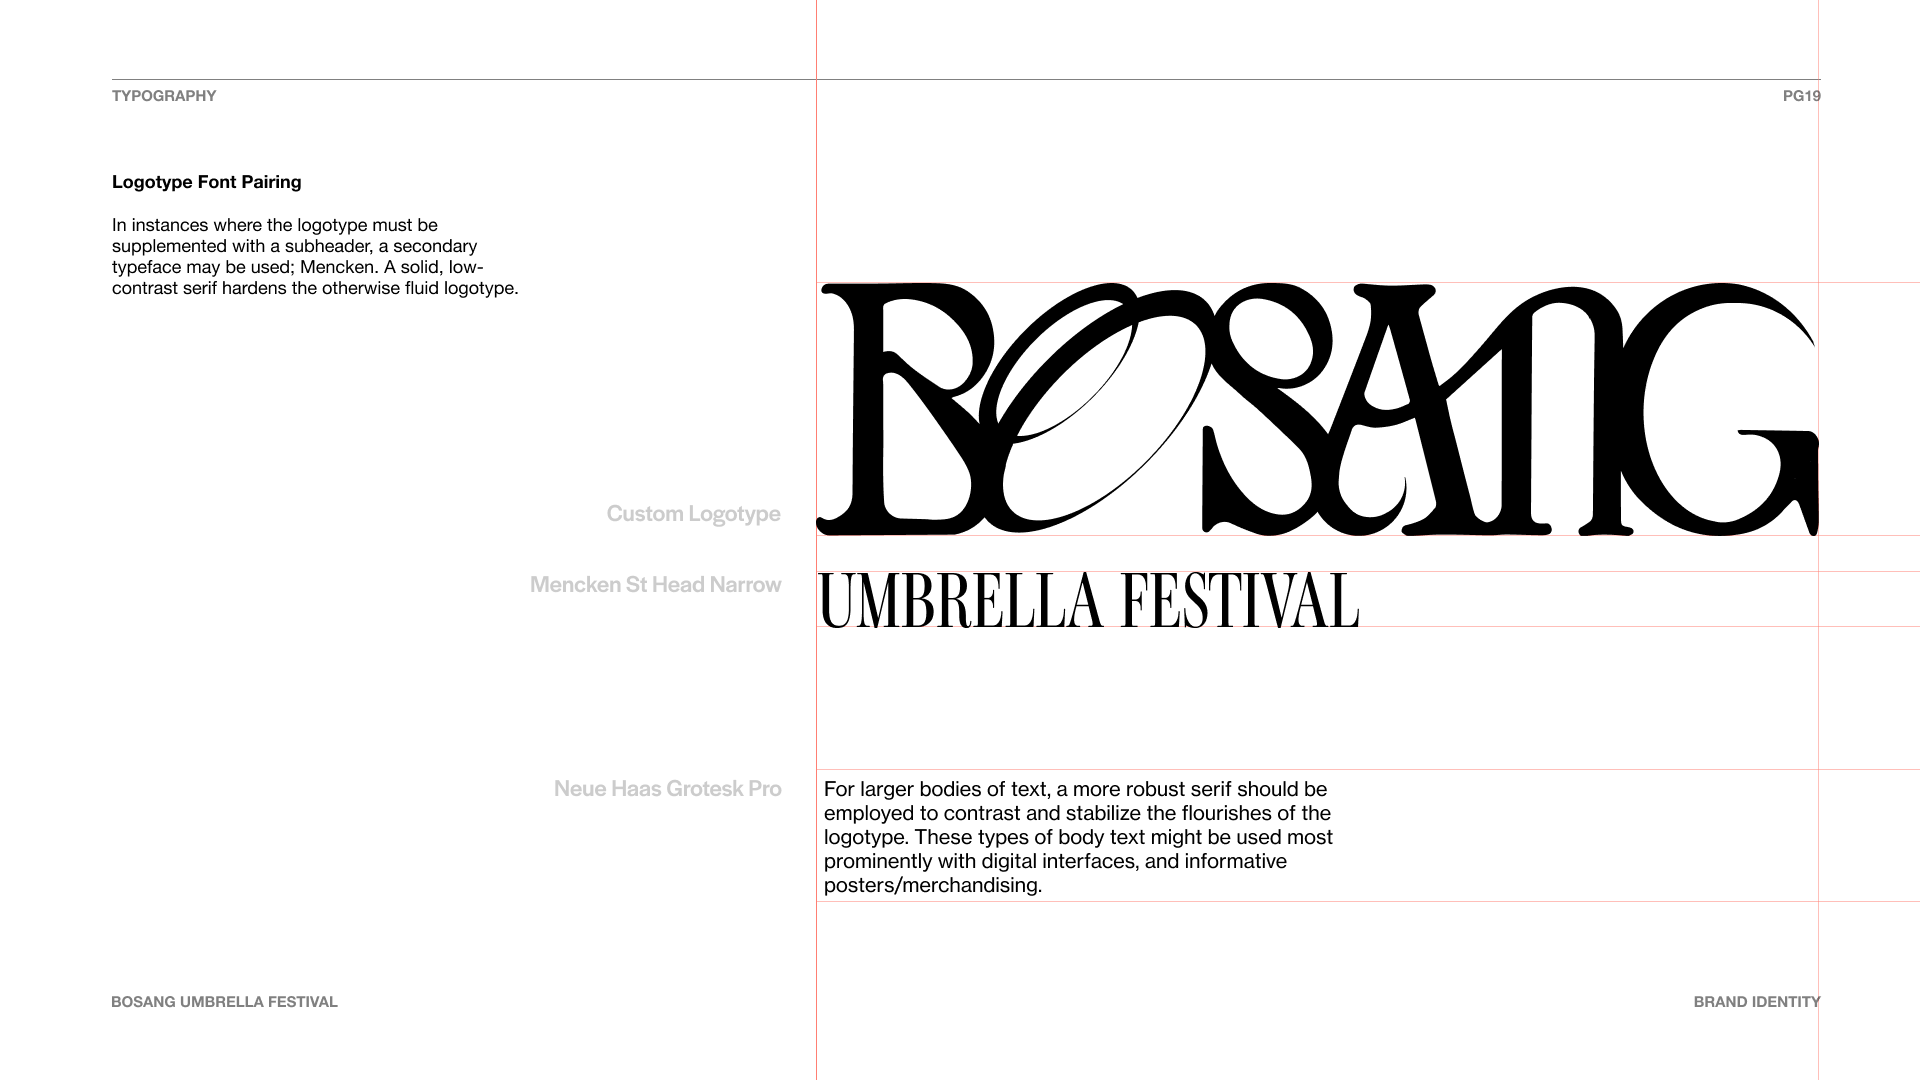 TYPOGRAPHY
PG19
Logotype Font Pairing
In instances where the logotype must be
supplemented with a subheader, a secondary
typeface may be used; Mencken. A solid, low-
contrast serif hardens the otherwise fluid logotype.
BOSANG
Custom Logotype
Mencken St Head Narrow
UMBRELLA FESTIVAL
Neue Haas Grotesk Pro
For larger bodies of text, a more robust serif should be
employed to contrast and stabilize the flourishes of the
logotype. These types of body text might be used most
prominently with digital interfaces, and informative
posters/merchandising.
BOSANG UMBRELLA FESTIVAL
BRAND IDENTITY